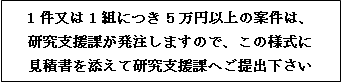 1件又は1組につき5万円以上の案件は、
研究支援課が発注しますので、この様式に
見積書を添えて研究支援課へご提出下さい